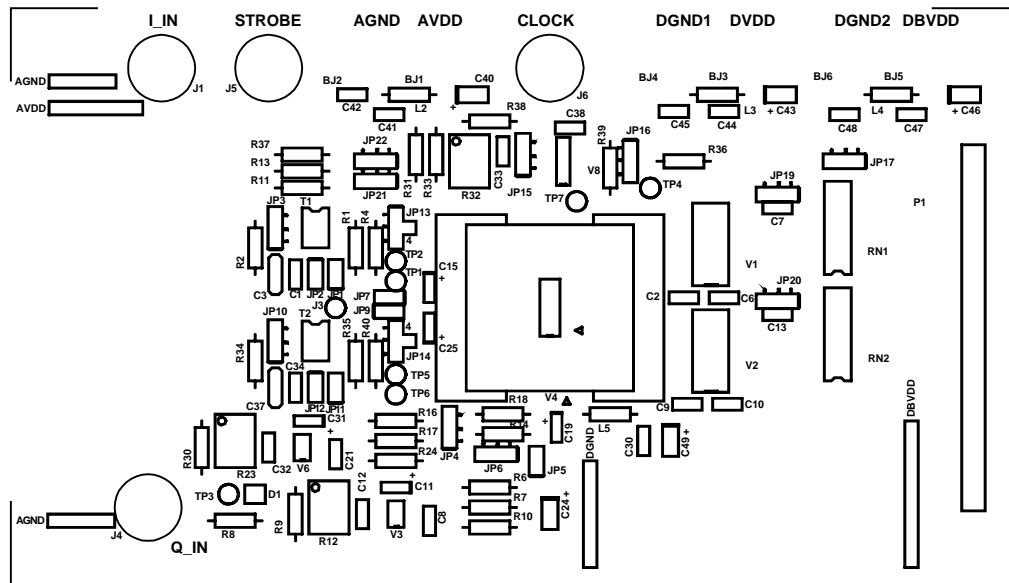 I_IN STROBE AGND AVDD CLOCK DGND1 DVDD DGND2 DBVDD
AGND
AVDD
J1
J5
BJ2
C42
BJ1
L2
C41
C40
+
J6
R38
C38
BJ4
C45
BJ3
L3
C44
+ C43
BJ6
C48
BJ5
L4
C47
+ C46
R37
R13
R11
JP22
JP21
R31
R33
R32
C33
JP15
TP7
R39
V8
JP16
TP4
R36
JP19
C7
JP17
P1
JP3
T1
R1
R4
JP13
4
R2
C3
C1
JP2
JP1
TP2
TP1
C15
+
J3
JP7
JP9
V1
C2
C6
JP20
C13
RN1
JP10
T2
R35
R40
4
JP14
+
C25
R34
C37
C34
JP12
JP11
TP5
TP6
V4
V2
C9
C10
RN2
C31
R16
R17
R24
JP4
R18
R14
JP6
+
C19
JP5
L5
DGND
C30
C49 +
DBVDD
R30
R23
C32
V6
+
C21
TP3
D1
R9
R12
C12
+
C11
V3
C8
R6
R7
R10
C24 +
AGND
J4
R8
Q_IN